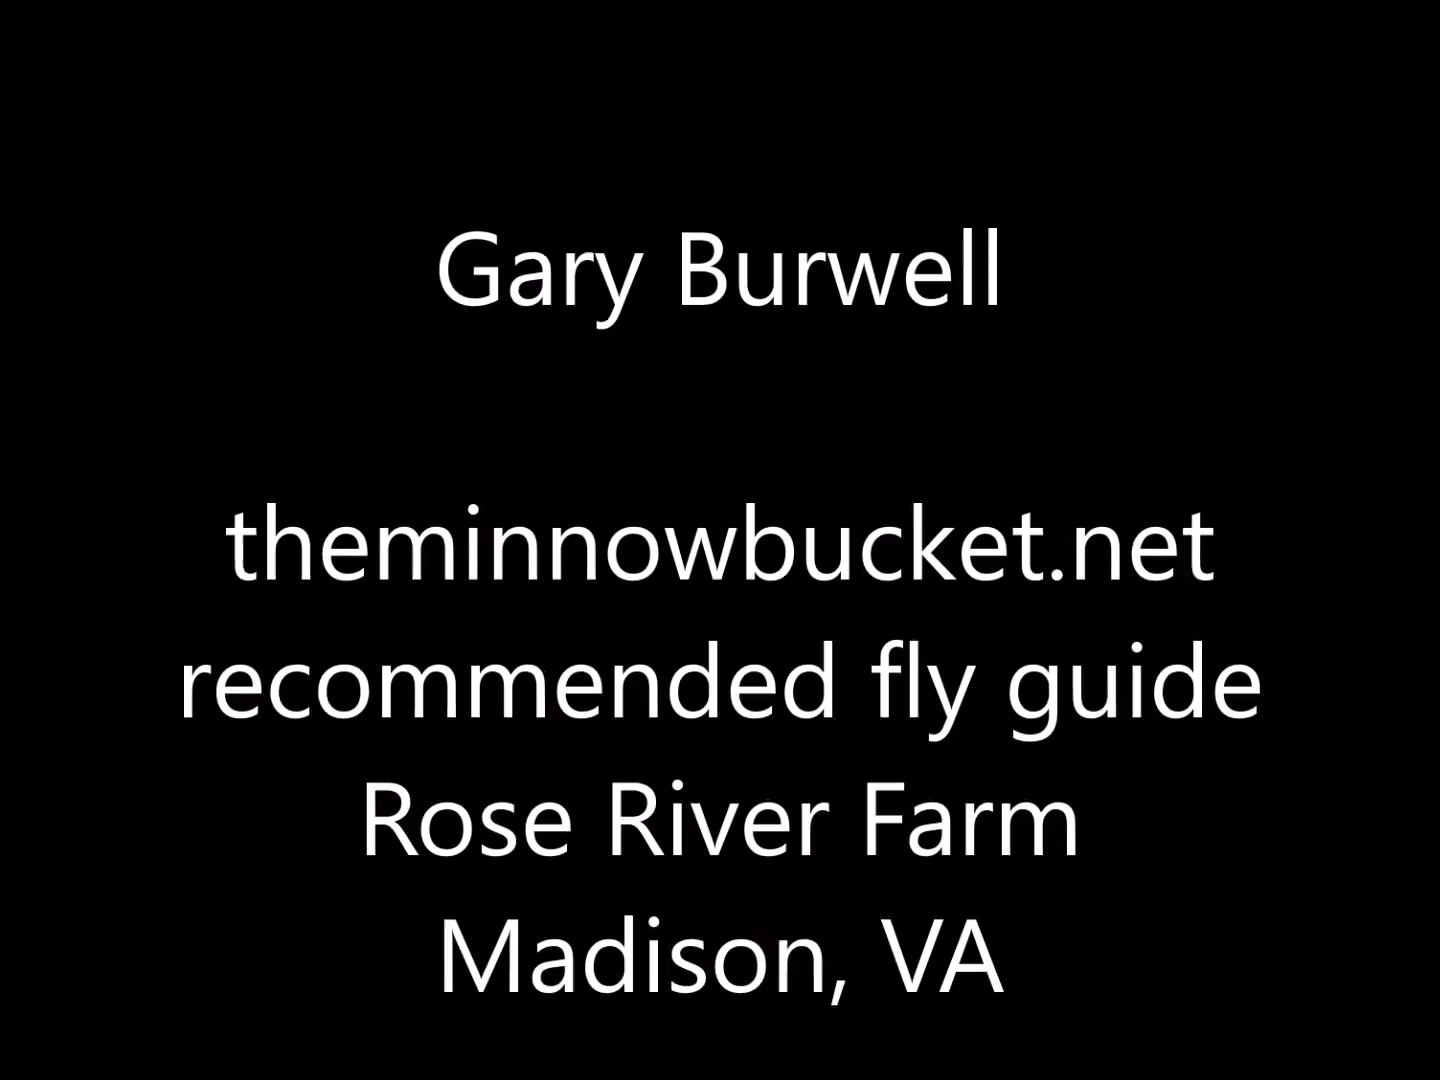 Gary Burwell
theminnowbucket.net
recommended fly guide
Rose River Farm
Madison, VA